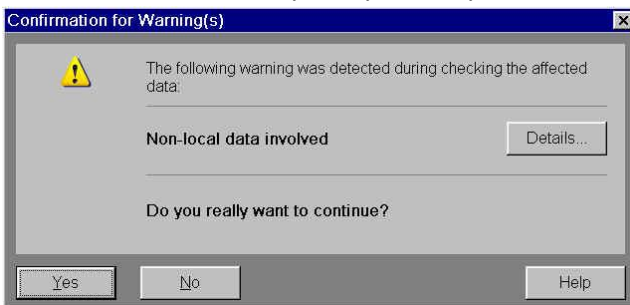 Confirmation for Warning(s)
The following warning was detected during checking the affected
data:
Non-local data involved
Details...
Do you really want to continue?
Yes
No
Help